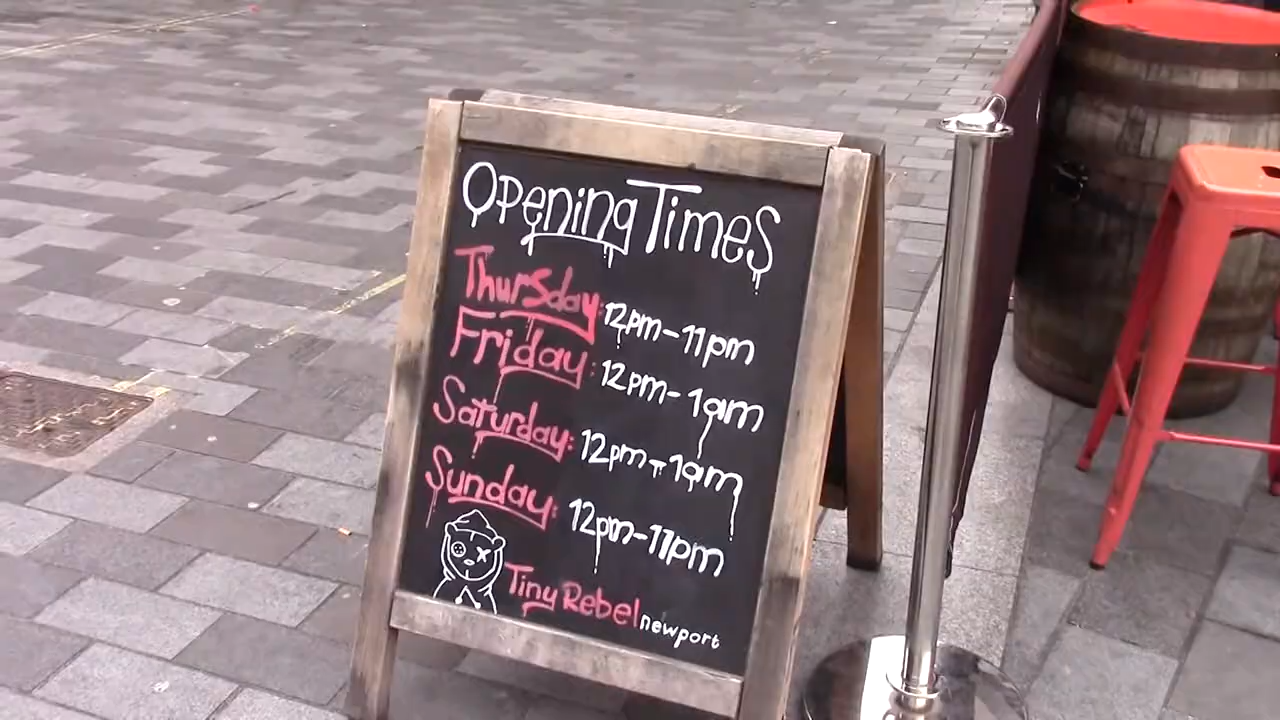 Opening Times
Thursday: 12pm-11pm
Friday: 12pm-1am
Saturday: 12pm-1am
Sunday: 12pm-11pm
Tiny Rebel newport